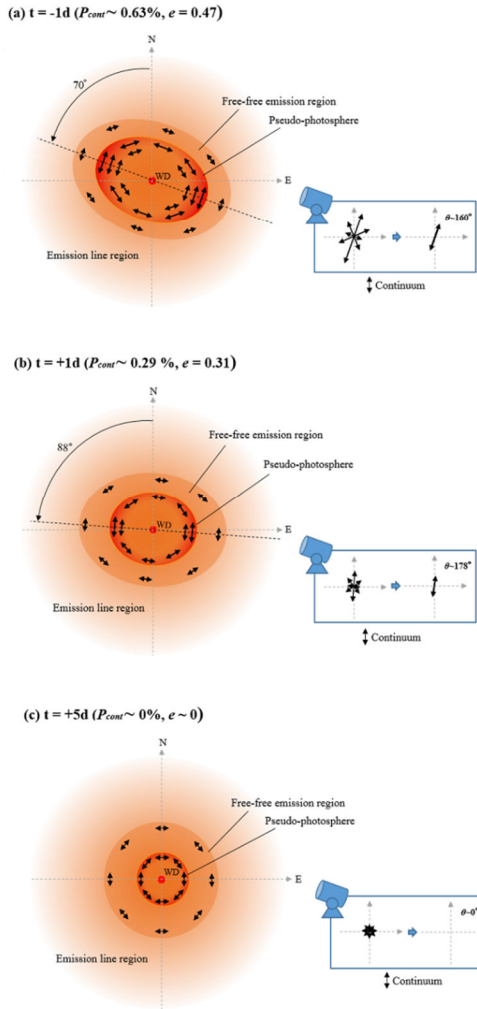 (a) t = -1d (Pcont ~ 0.63%, e = 0.47)
N
70°
Free-free emission region
Pseudo-photosphere
WD
E
Emission line region
θ~160°
Continuum
(b) t = +1d (Pcont ~ 0.29 %, e = 0.31)
N
88°
Free-free emission region
Pseudo-photosphere
WD
E
Emission line region
θ~178°
Continuum
(c) t = +5d (Pcont ~ 0%, e ~ 0)
N
Free-free emission region
Pseudo-photosphere
WD
E
Emission line region
θ~0°
Continuum